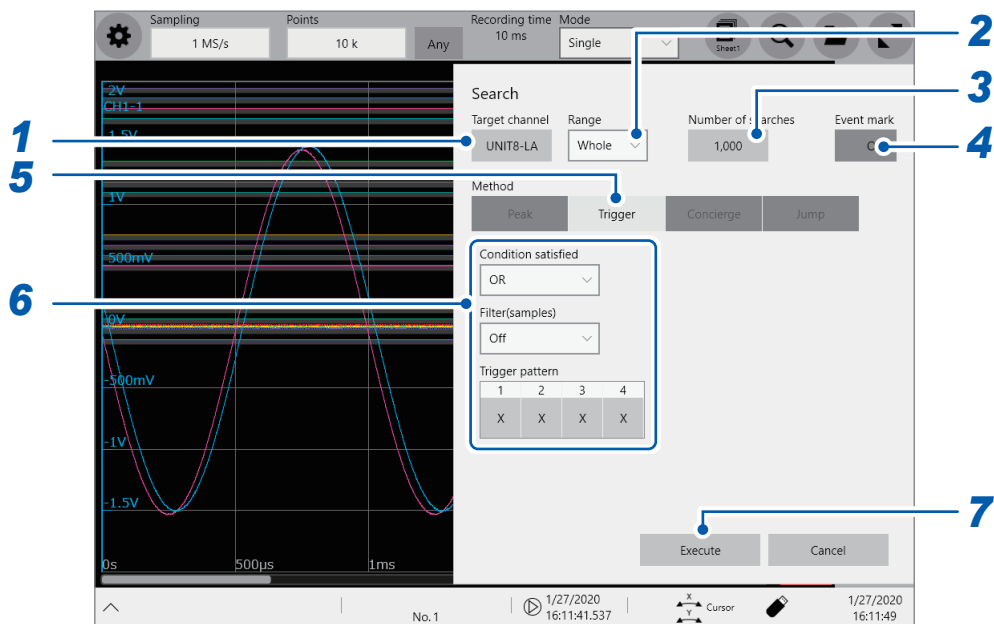 Sampling Points Recording time Mode
1 MS/s 10 k Any 10 ms Single Sheet1
2
2V
CH1-1
Search
3
Target channel Range Number of searches Event mark
1
1.5V
UNIT8-LA Whole 1,000
4
5
Method
1V
Peak Trigger Concierge Jump
500mV
Condition satisfied
OR
6
Filter(samples)
0V
Off
Trigger pattern
-500mV
1 2 3 4
X X X X
-1V
-1.5V
7
Execute Cancel
0s 500µs 1ms
No. 1
1/27/2020
16:11:41.537
X
Y
Cursor
1/27/2020
16:11:49